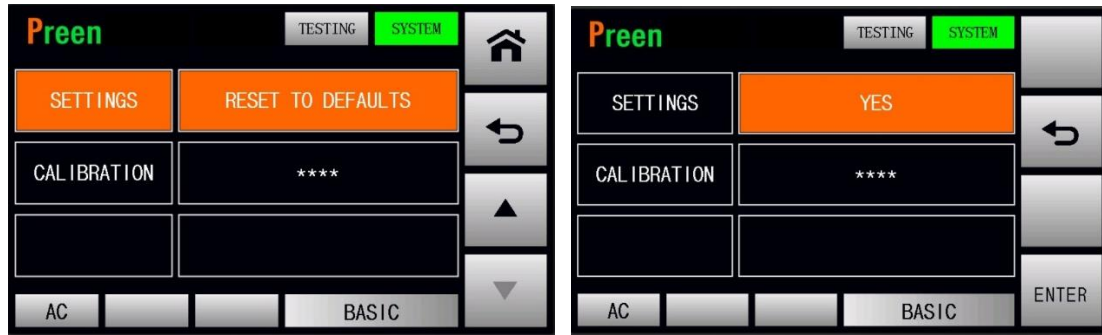 Preen TESTING SYSTEM
SETTINGS RESET TO DEFAULTS
CALIBRATION ****
AC BASIC
Preen TESTING SYSTEM
SETTINGS YES
CALIBRATION ****
AC BASIC ENTER